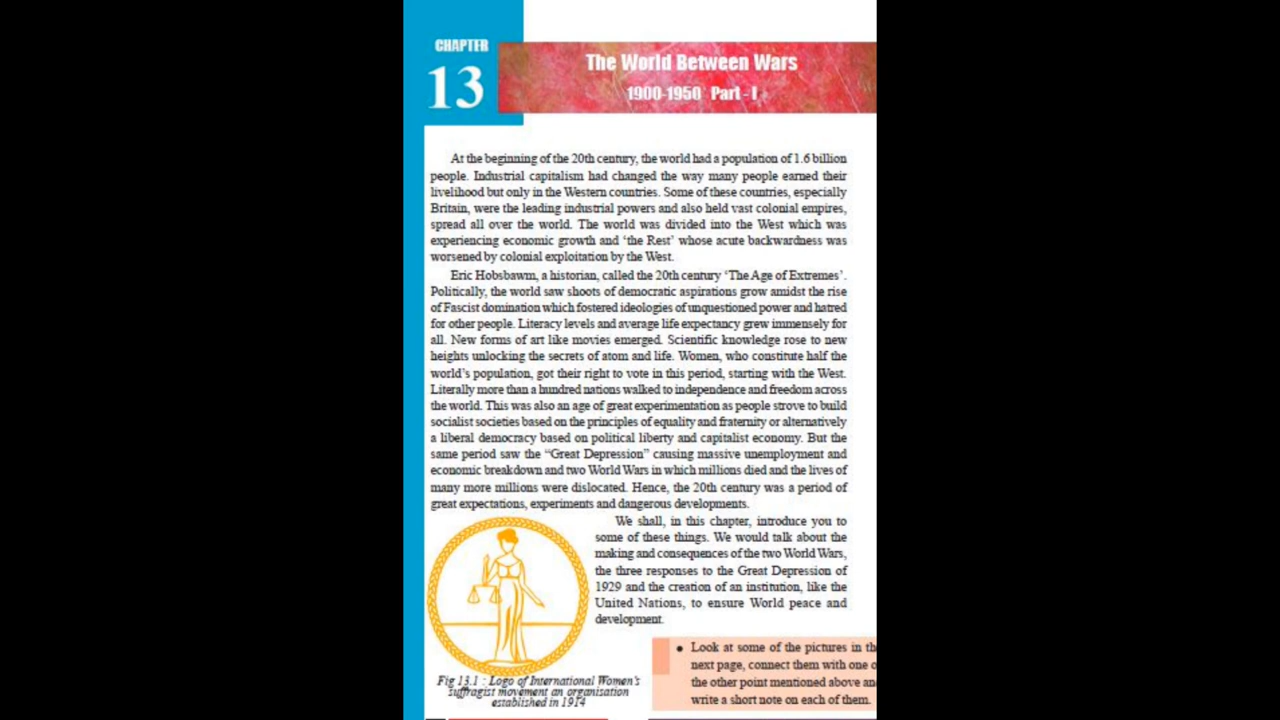 CHAPTER
13
The World Between Wars
1900-1950 Part - I
At the beginning of the 20th century, the world had a population of 1.6 billion
people. Industrial capitalism had changed the way many people earned their
livelihood but only in the Western countries. Some of these countries, especially
Britain, were the leading industrial powers and also held vast colonial empires,
spread all over the world. The world was divided into the West which was
experiencing economic growth and ‘the Rest’ whose acute backwardness was
worsened by colonial exploitation by the West.
Eric Hobsbawm, a historian, called the 20th century ‘The Age of Extremes’.
Politically, the world saw shoots of democratic aspirations grow amidst the rise
of Fascist domination which fostered ideologies of unquestioned power and hatred
for other people. Literacy levels and average life expectancy grew immensely for
all. New forms of art like movies emerged. Scientific knowledge rose to new
heights unlocking the secrets of atom and life. Women, who constitute half the
world’s population, got their right to vote in this period, starting with the West.
Literally more than a hundred nations walked to independence and freedom across
the world. This was also an age of great experimentation as people strove to build
socialist societies based on the principles of equality and fraternity or alternatively
a liberal democracy based on political liberty and capitalist economy. But the
same period saw the “Great Depression” causing massive unemployment and
economic breakdown and two World Wars in which millions died and the lives of
many more millions were dislocated. Hence, the 20th century was a period of
great expectations, experiments and dangerous developments.
We shall, in this chapter, introduce you to
some of these things. We would talk about the
making and consequences of the two World Wars,
the three responses to the Great Depression of
1929 and the creation of an institution, like the
United Nations, to ensure World peace and
development.
Fig 13.1 : Logo of International Women’s
suffragist movement an organisation
established in 1914
● Look at some of the pictures in th
next page, connect them with one o
the other point mentioned above an
write a short note on each of them.